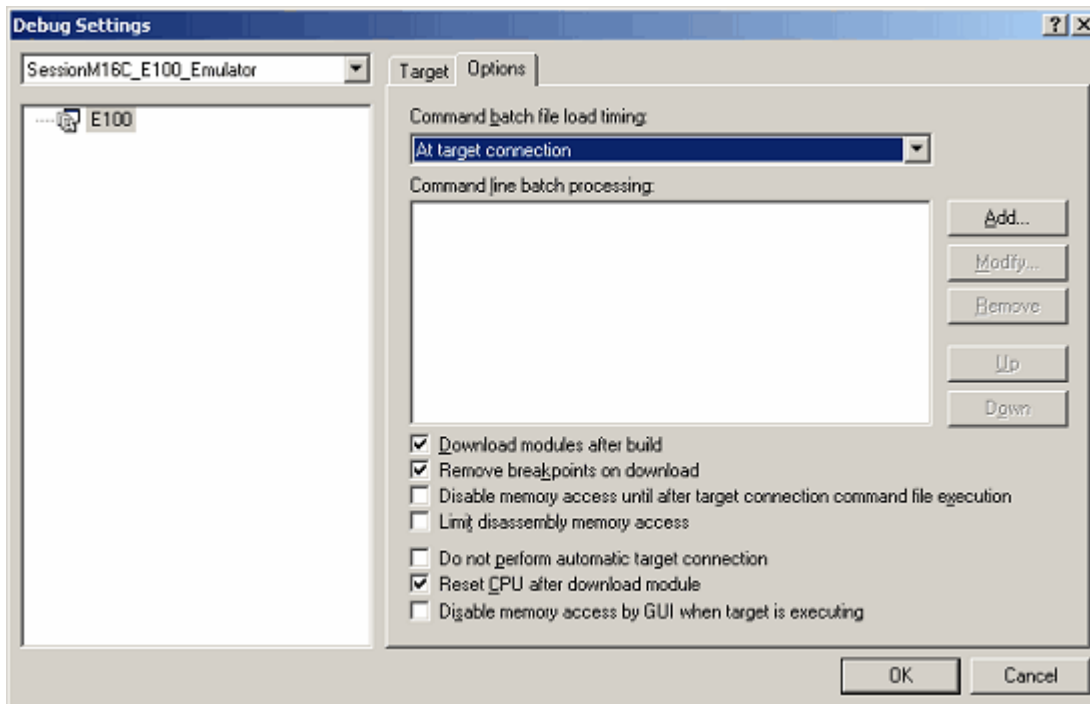 Debug Settings
SessionM16C_E100_Emulator
E100
Target
Options
Command batch file load timing:
At target connection
Command line batch processing:
Add...
Modify...
Remove
Up
Down
Download modules after build
Remove breakpoints on download
Disable memory access until after target connection command file execution
Limit disassembly memory access
Do not perform automatic target connection
Reset CPU after download module
Disable memory access by GUI when target is executing
OK
Cancel